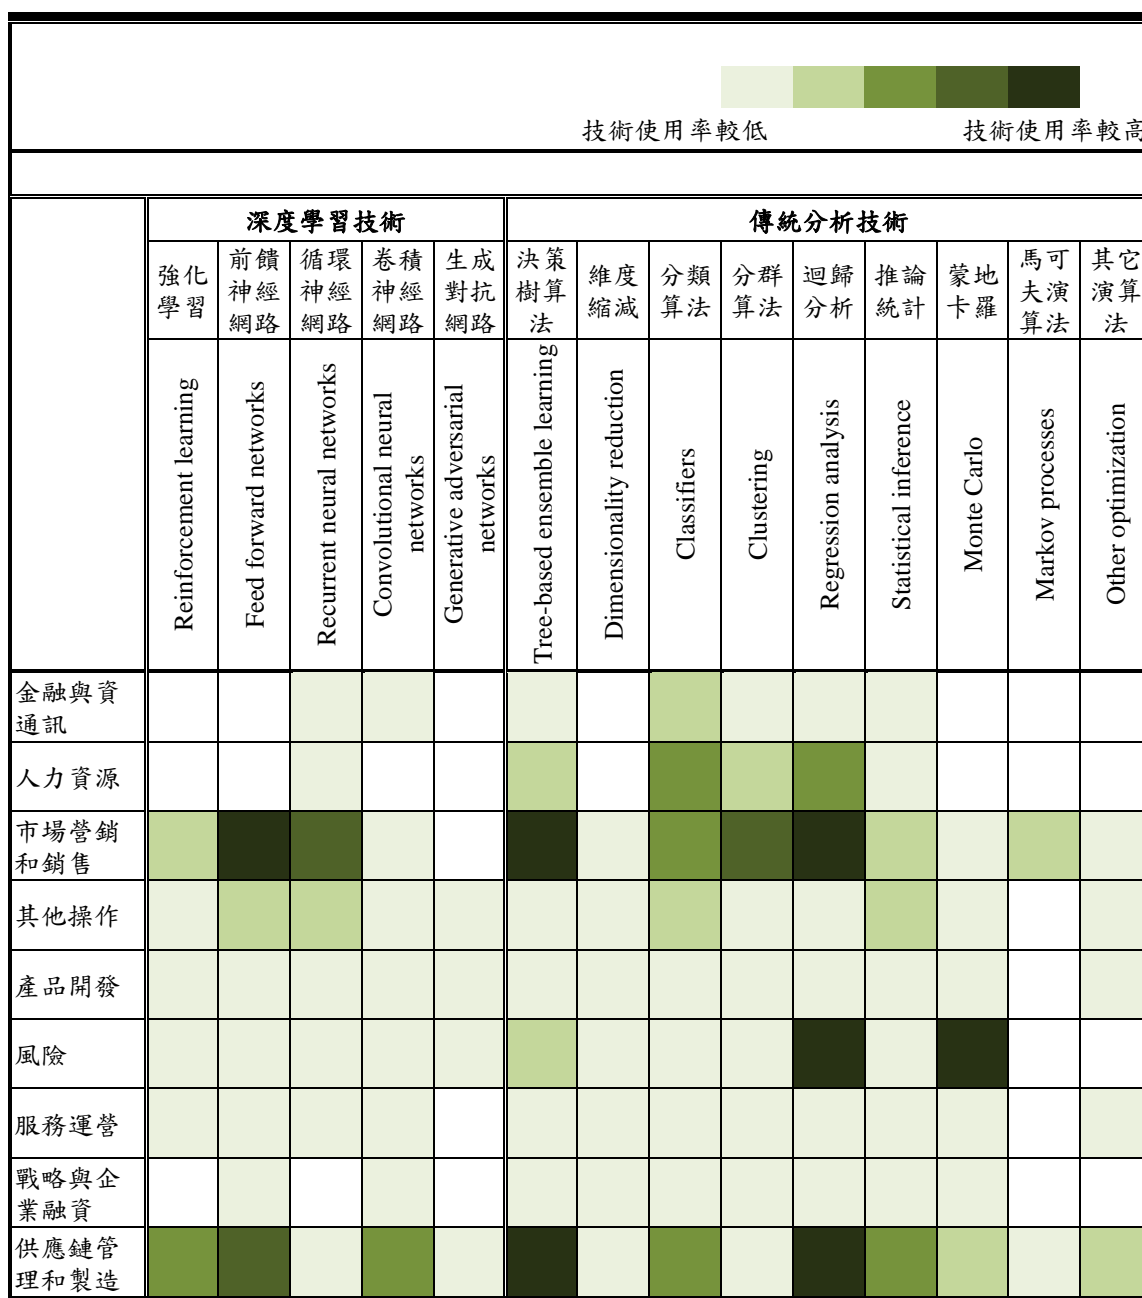 技術使用率較低
技術使用率較高
深度學習技術
傳統分析技術
強化
學習
前饋
神經
網路
循環
神經
網路
卷積
神經
網路
生成
對抗
網路
決策
樹算
法
維度
縮減
分類
算法
分群
算法
迴歸
分析
推論
統計
蒙地
卡羅
馬可
夫演
算法
其它
演算
法
Reinforcement learning
Feed forward networks
Recurrent neural networks
Convolutional neural
networks
Generative adversarial
networks
Tree-based ensemble learning
Dimensionality reduction
Classifiers
Clustering
Regression analysis
Statistical inference
Monte Carlo
Markov processes
Other optimization
金融與資
通訊
人力資源
市場營銷
和銷售
其他操作
產品開發
風險
服務運營
戰略與企
業融資
供應鏈管
理和製造